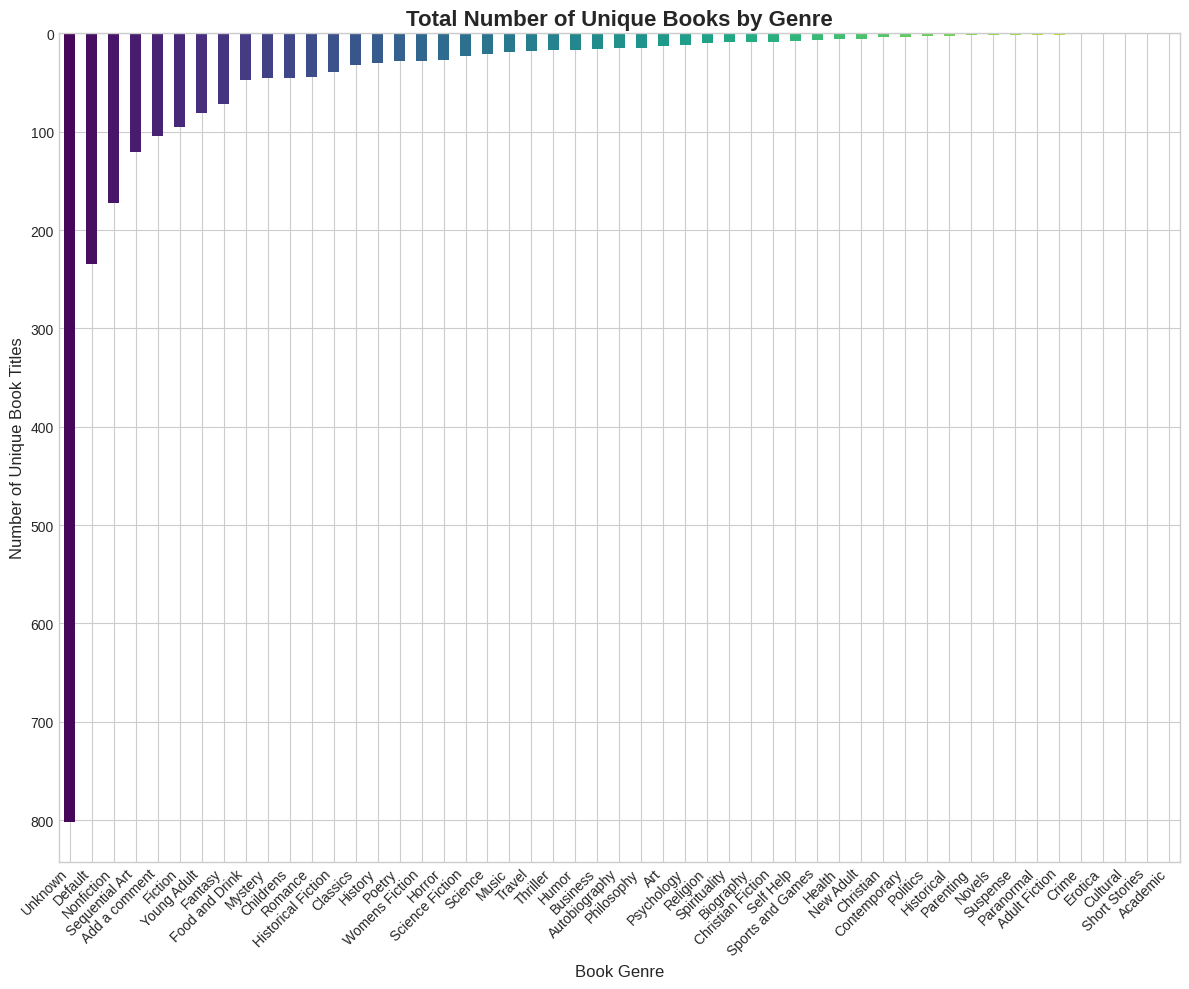 Total Number of Unique Books by Genre
0
100
200
300
400
500
600
700
800
Number of Unique Book Titles
Unknown
Default
Nonfiction
Sequential Art
Add a comment
Fiction
Young Adult
Fantasy
Food and Drink
Mystery
Childrens
Romance
Historical Fiction
Classics
History
Poetry
Womens Fiction
Horror
Science Fiction
Science
Music
Travel
Thriller
Humor
Business
Autobiography
Philosophy
Art
Psychology
Religion
Spirituality
Biography
Christian Fiction
Self Help
Sports and Games
Health
New Adult
Christian
Contemporary
Politics
Historical
Parenting
Novels
Suspense
Paranormal
Adult Fiction
Crime
Erotica
Cultural
Short Stories
Academic
Book Genre